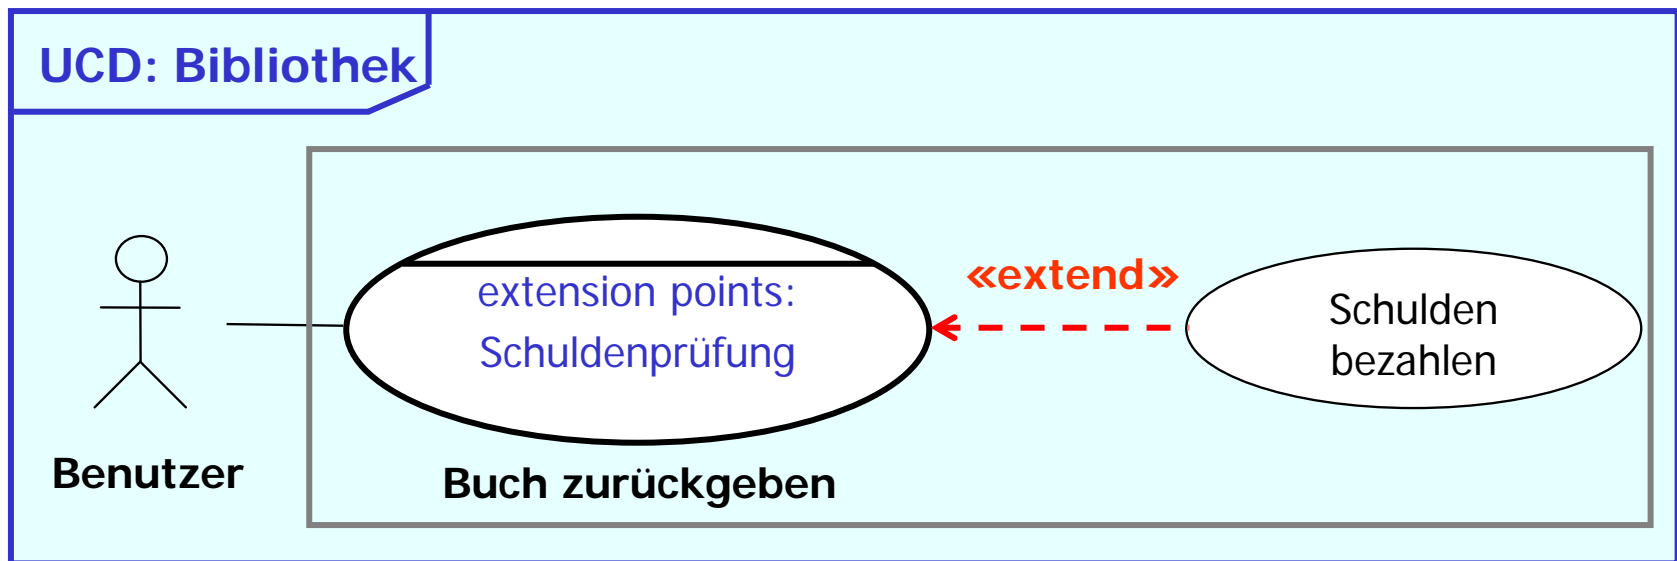 UCD: Bibliothek
extension points:
Schuldenprüfung
«extend»
Schulden
bezahlen
Benutzer
Buch zurückgeben